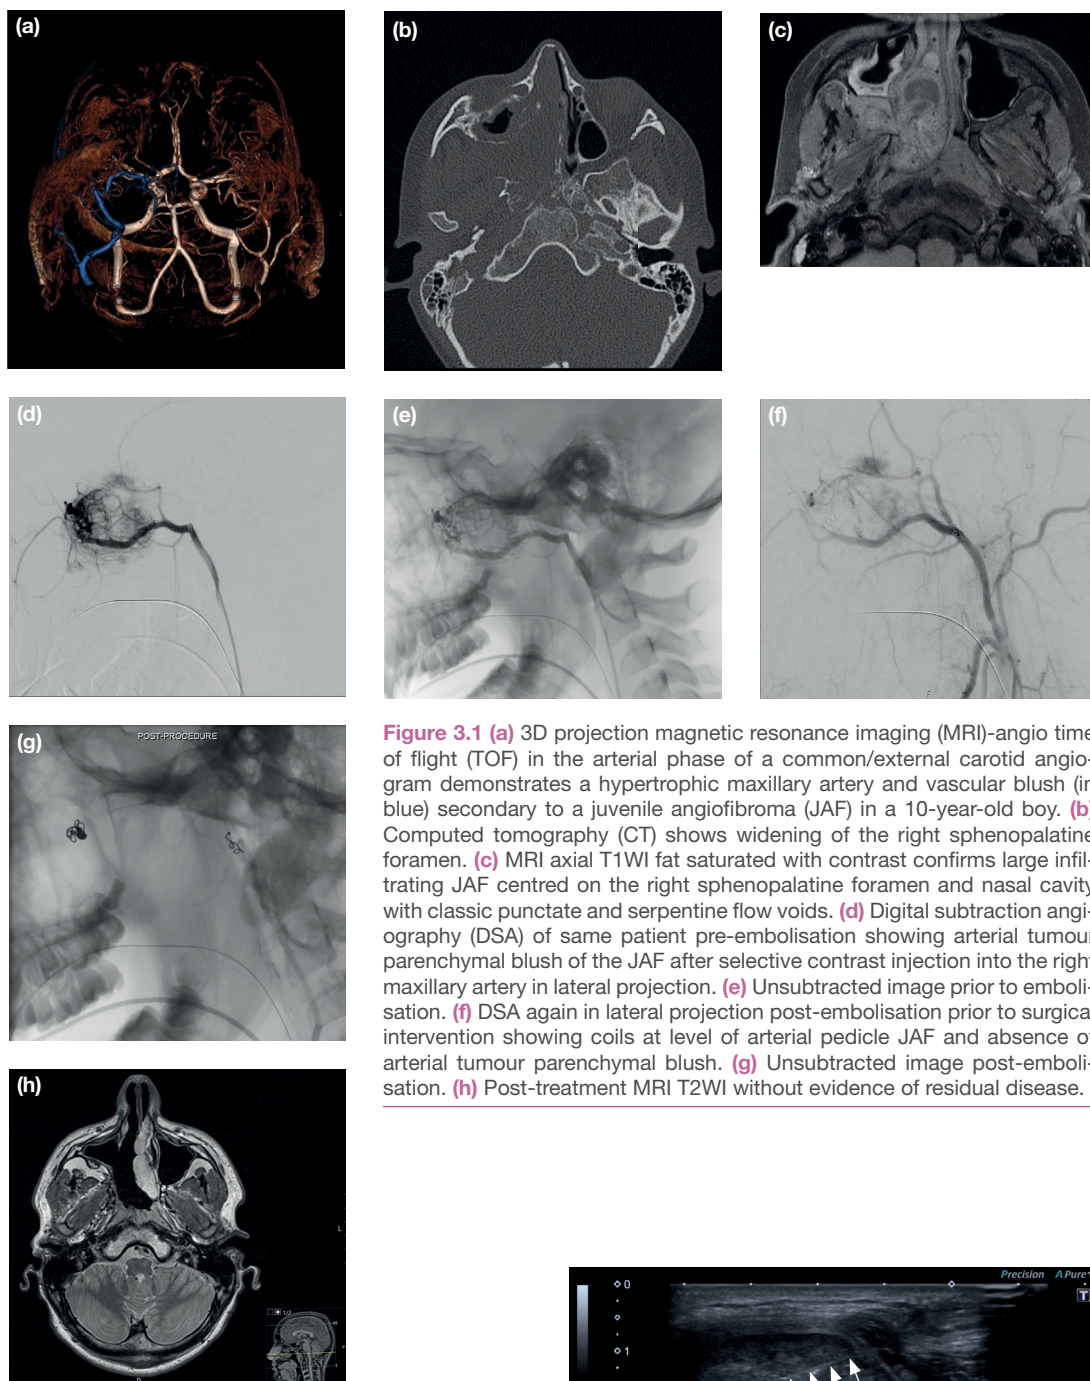 (a)
(b)
(c)
L
(d)
(e)
(f)
F
(g)
POST-PROCEDURE
Figure 3.1 (a) 3D projection magnetic resonance imaging (MRI)-angio time
of flight (TOF) in the arterial phase of a common/external carotid angio-
gram demonstrates a hypertrophic maxillary artery and vascular blush (in
blue) secondary to a juvenile angiofibroma (JAF) in a 10-year-old boy. (b)
Computed tomography (CT) shows widening of the right sphenopalatine
foramen. (c) MRI axial T1WI fat saturated with contrast confirms large infil-
trating JAF centred on the right sphenopalatine foramen and nasal cavity
with classic punctate and serpentine flow voids. (d) Digital subtraction angi-
ography (DSA) of same patient pre-embolisation showing arterial tumour
parenchymal blush of the JAF after selective contrast injection into the right
maxillary artery in lateral projection. (e) Unsubtracted image prior to emboli-
sation. (f) DSA again in lateral projection post-embolisation prior to surgical
intervention showing coils at level of arterial pedicle JAF and absence of
arterial tumour parenchymal blush. (g) Unsubtracted image post-emboli-
sation. (h) Post-treatment MRI T2WI without evidence of residual disease.
(h)
L
1/2
Precision A Pure
0
T
1